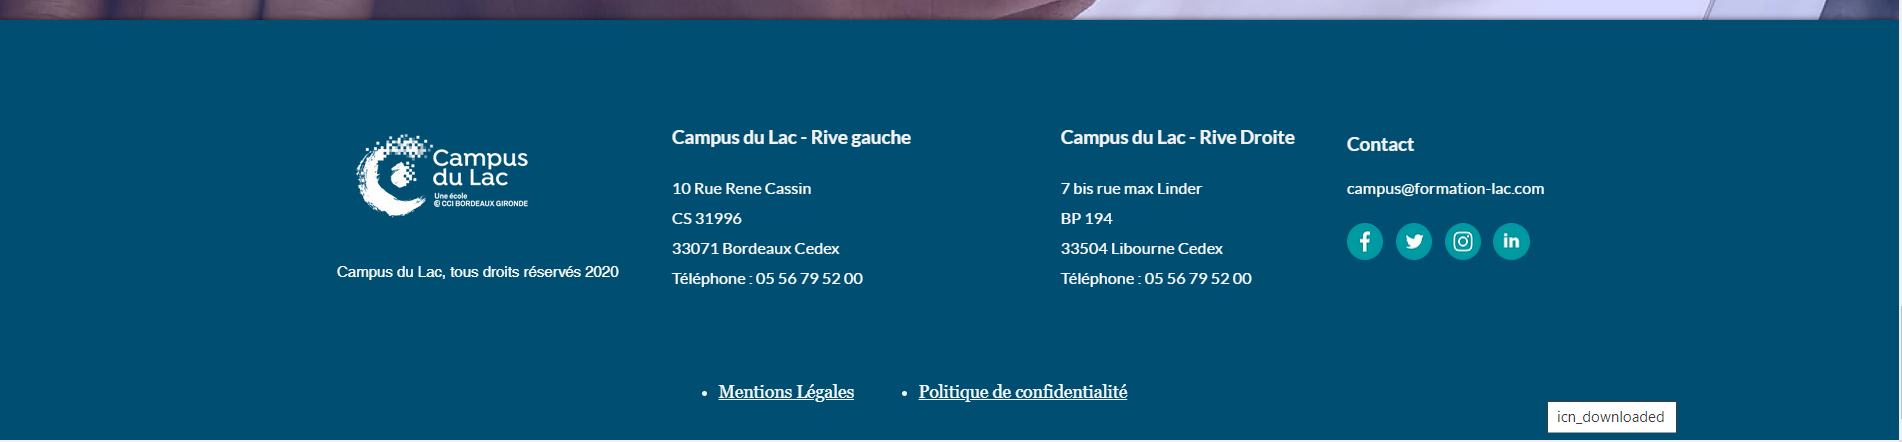 Campus
du Lac
Une école
CCI BORDEAUX GIRONDE
Campus du Lac, tous droits réservés 2020
Campus du Lac - Rive gauche
10 Rue Rene Cassin
CS 31996
33071 Bordeaux Cedex
Téléphone : 05 56 79 52 00
Campus du Lac - Rive Droite
7 bis rue max Linder
BP 194
33504 Libourne Cedex
Téléphone : 05 56 79 52 00
Contact
campus@formation-lac.com
Mentions Légales
Politique de confidentialité
icn_downloaded